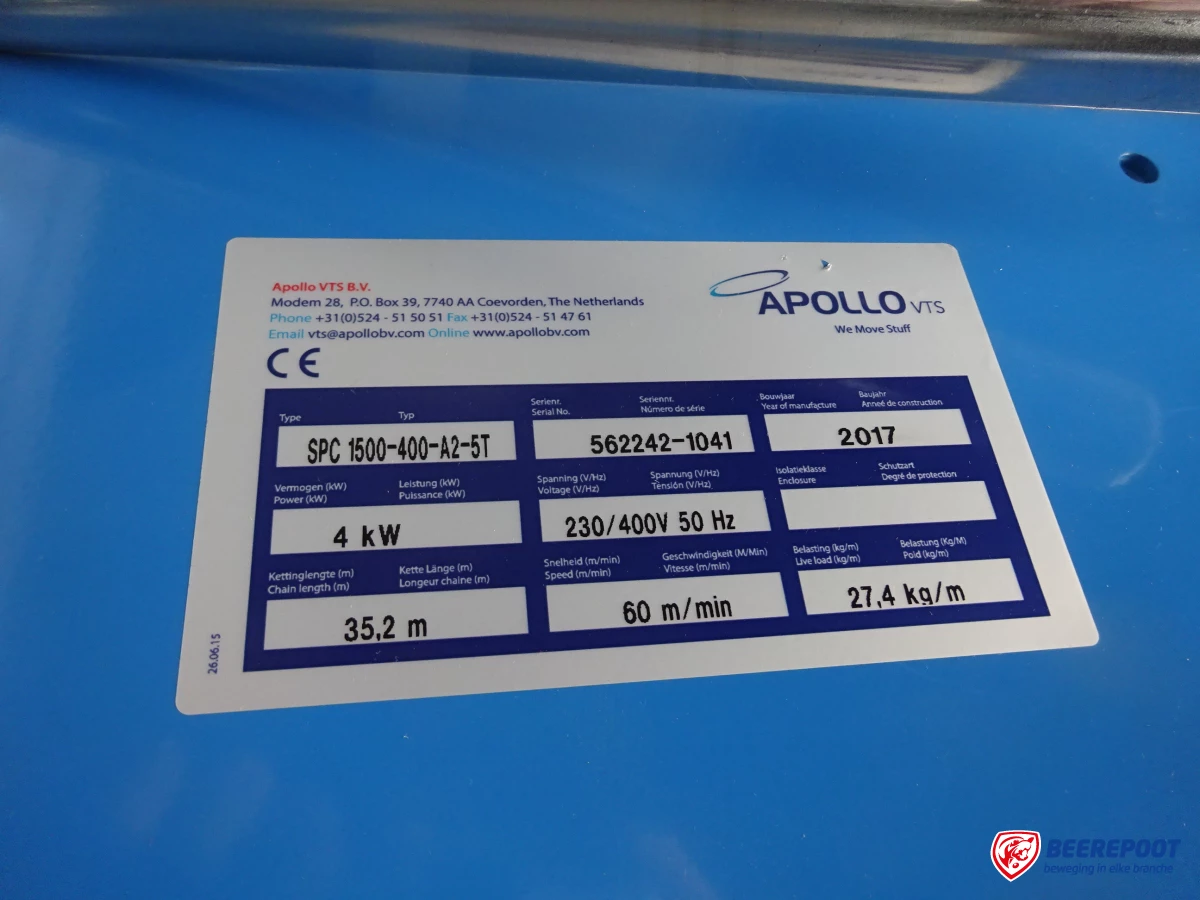 Apollo VTS B.V.
Modem 28, P.O. Box 39, 7740 AA Coevorden, The Netherlands
Phone +31(0)524 - 51 50 51 Fax +31(0)524 - 51 47 61
Email vts@apollobv.com Online www.apollobv.com
CE
APOLLO VTS
We Move Stuff
Type Typ
SPC 1500-400-A2-5T
Serienr. Seriennr.
Serial No. Número de série
562242-1041
Bouwjaar Baujahr
Year of manufacture Anneé de construction
2017
Vermogen (kW) Leistung (kW)
Power (kW) Puissance (kW)
4 kW
Spanning (V/Hz) Spannung (V/Hz)
Voltage (V/Hz) Tènsión (V/Hz)
230/400V 50 Hz
Isolatieklasse Schutzart
Enclosure Degré de protection
Kettinglengte (m) Kette Länge (m)
Chain length (m) Longeur chaine (m)
35,2 m
Snelheid (m/min) Geschwindigkeit (M/Min)
Speed (m/min) Vitesse (m/min)
60 m/min
Belasting (kg/m) Belastung (Kg/M)
Live load (kg/m) Poid (kg/m)
27,4 kg/m
26.06.15
BEEREPOOT
beweging in elke branche